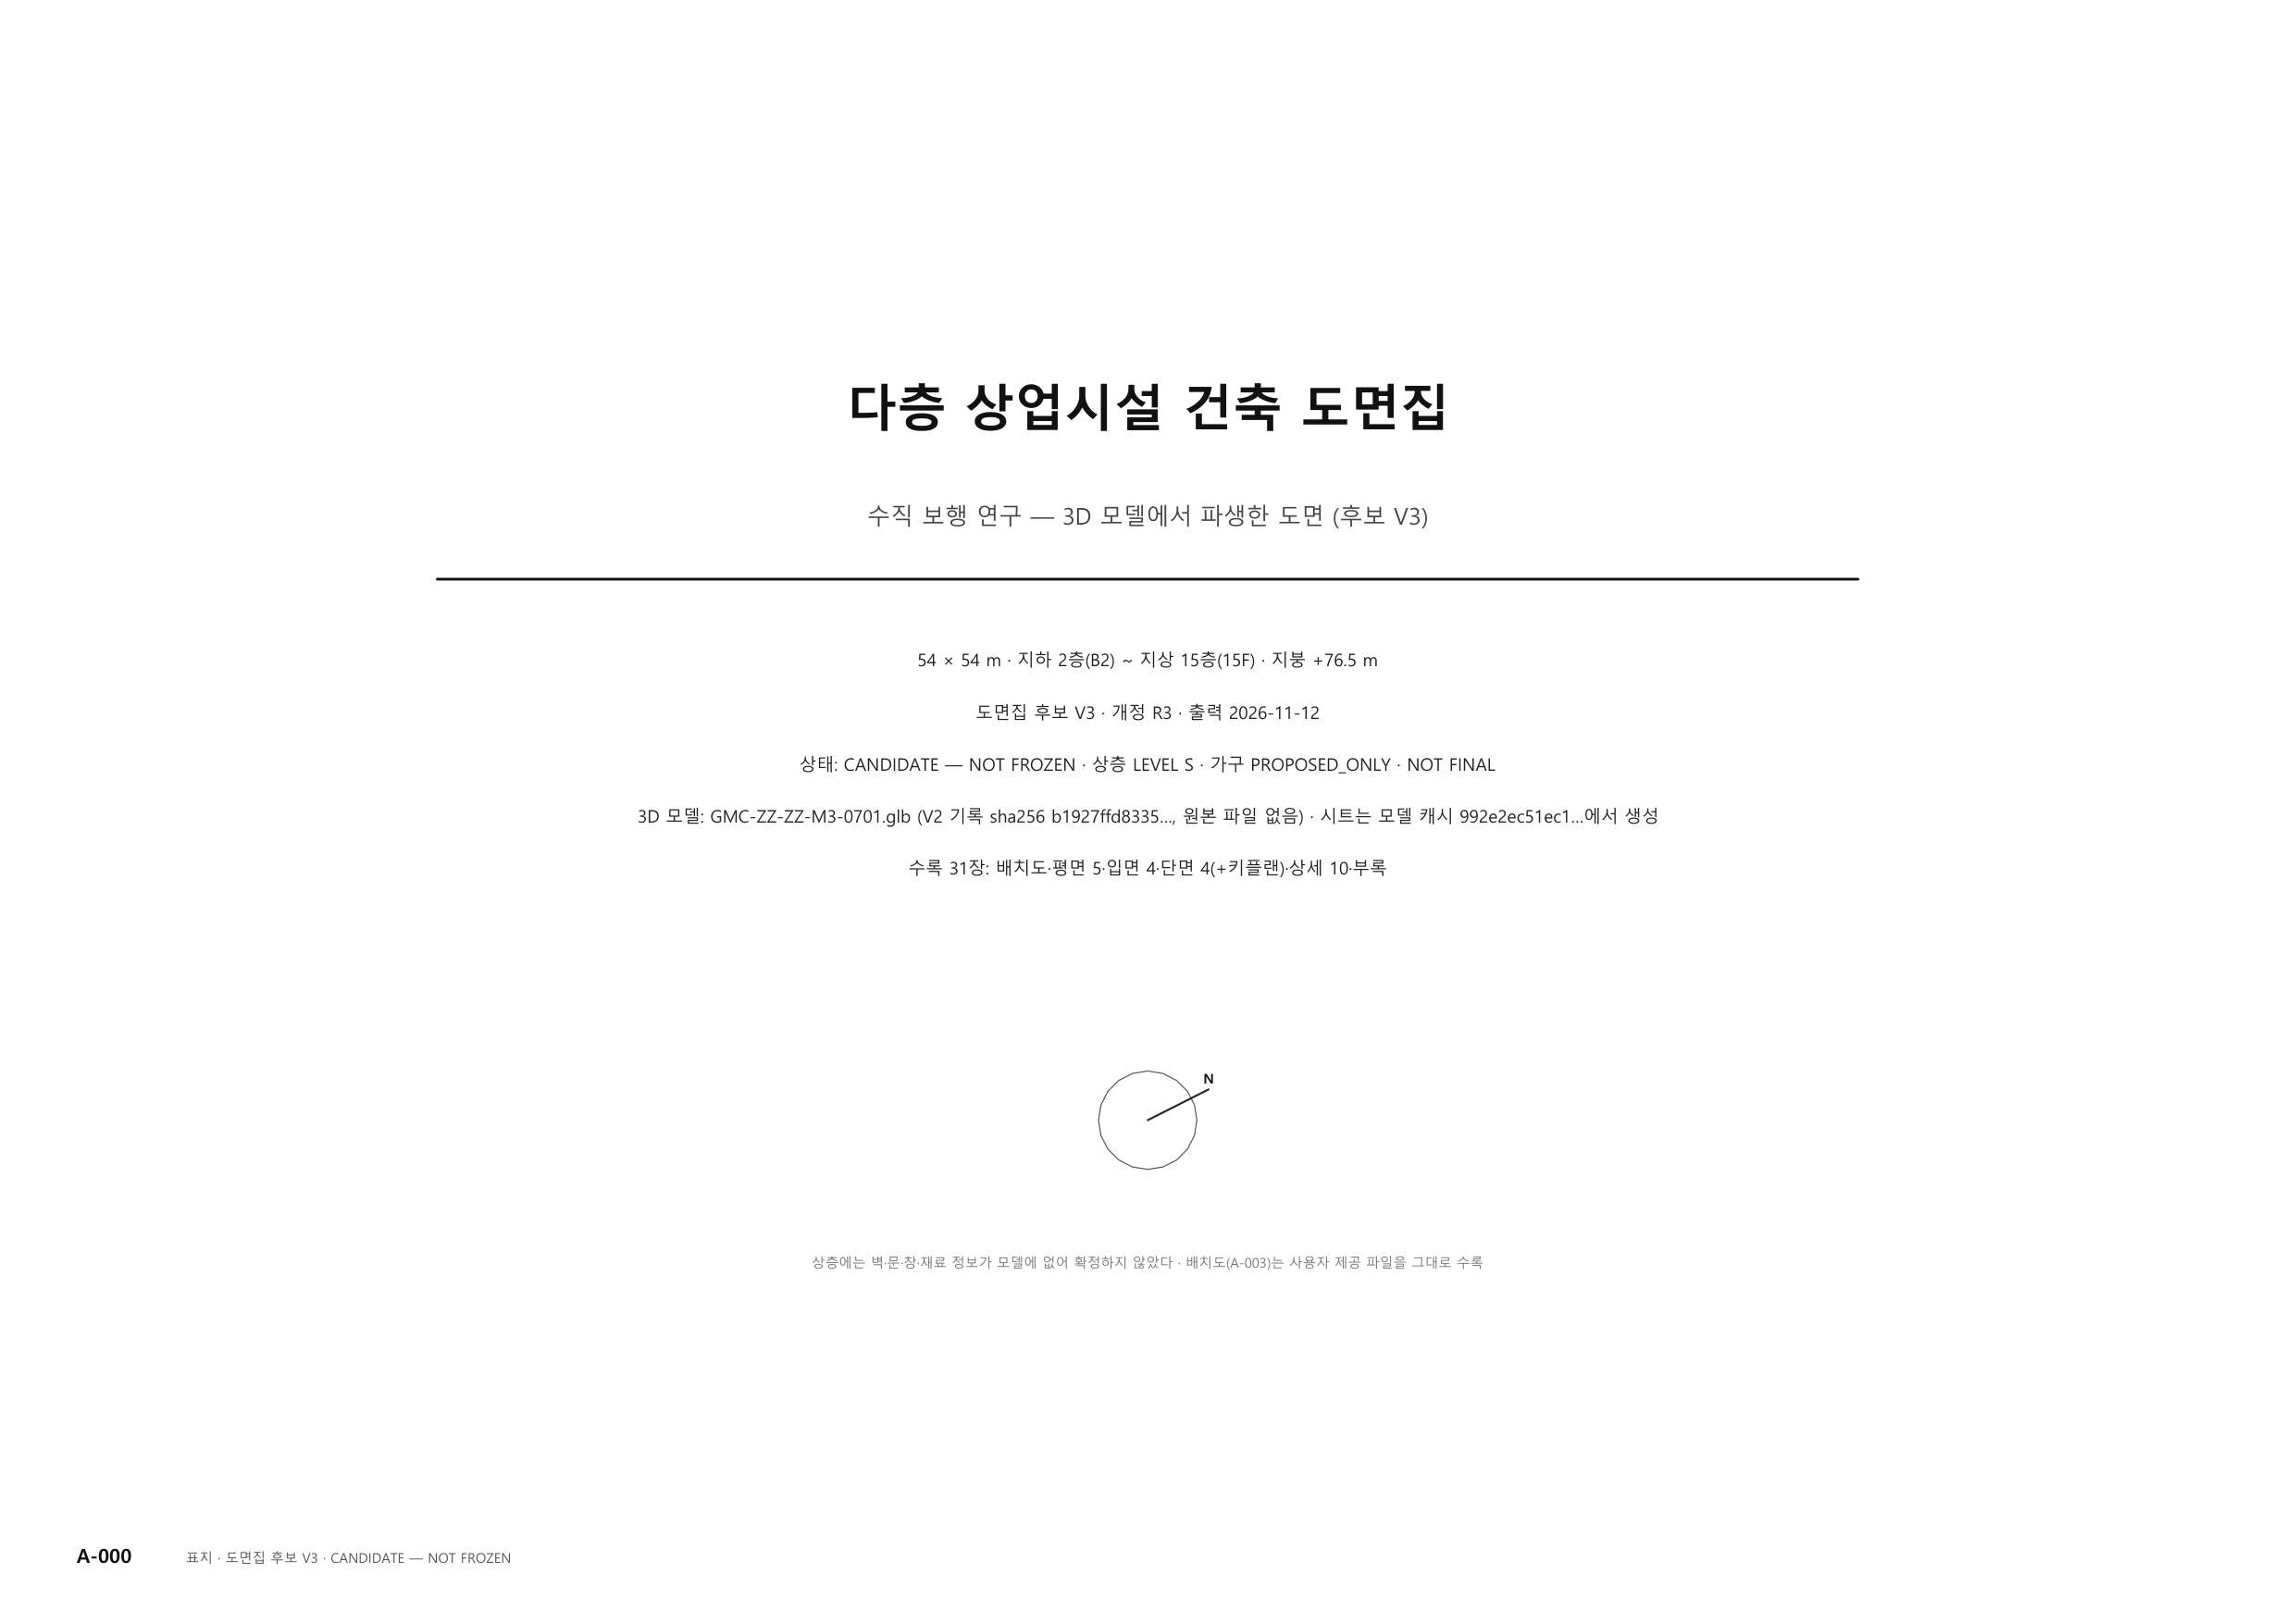 다층 상업시설 건축 도면집
수직 보행 연구 — 3D 모델에서 파생한 도면 (후보 V3)
54 × 54 m · 지하 2층(B2) ~ 지상 15층(15F) · 지붕 +76.5 m
도면집 후보 V3 · 개정 R3 · 출력 2026-11-12
상태: CANDIDATE — NOT FROZEN · 상층 LEVEL S · 가구 PROPOSED_ONLY · NOT FINAL
3D 모델: GMC-ZZ-ZZ-M3-0701.glb (V2 기록 sha256 b1927ffd8335…, 원본 파일 없음) · 시트는 모델 캐시 992e2ec51ec1…에서 생성
수록 31장: 배치도·평면 5·입면 4·단면 4(+키플랜)·상세 10·부록
N
상층에는 벽·문·창·재료 정보가 모델에 없어 확정하지 않았다 · 배치도(A-003)는 사용자 제공 파일을 그대로 수록
A-000 표지 · 도면집 후보 V3 · CANDIDATE — NOT FROZEN